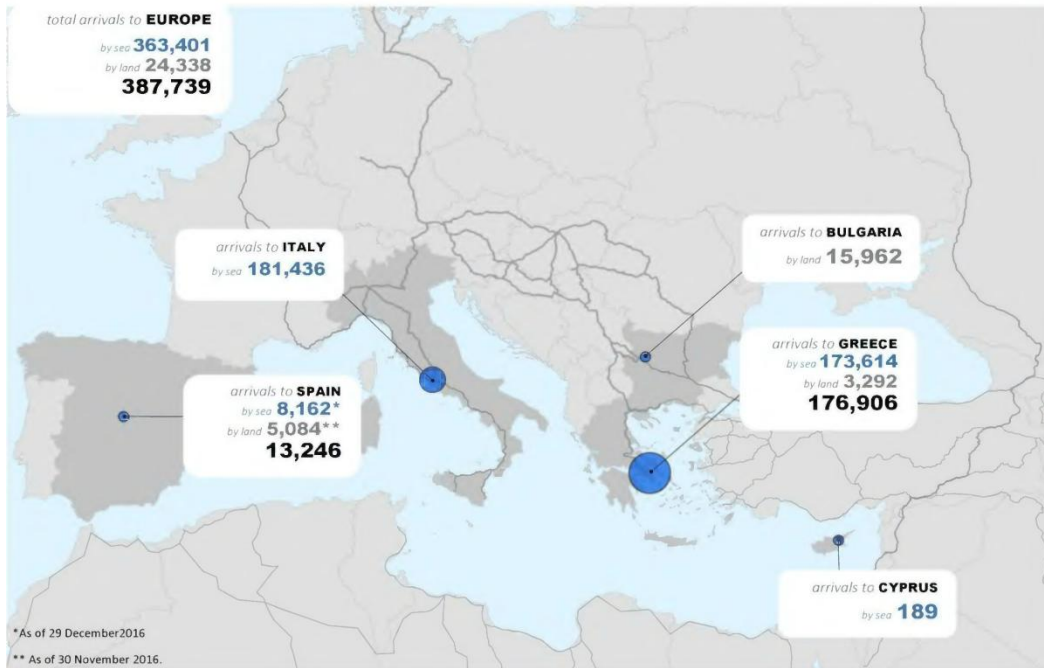 total arrivals to EUROPE
by sea 363,401
by land 24,338
387,739
arrivals to ITALY
by sea 181,436
arrivals to BULGARIA
by land 15,962
arrivals to GREECE
by sea 173,614
by land 3,292
176,906
arrivals to SPAIN
by sea 8,162*
by land 5,084**
13,246
arrivals to CYPRUS
by sea 189
*As of 29 December2016
** As of 30 November 2016.